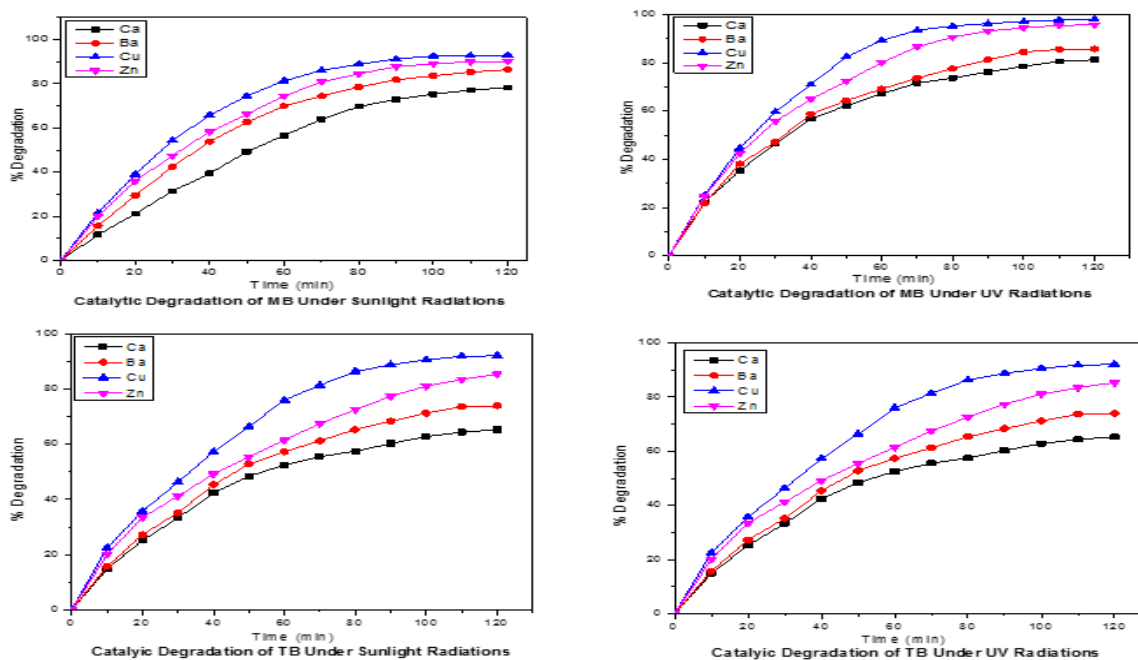 Ca
Ba
Cu
Zn
100
80
60
40
20
0
% Degradation
0 20 40 60 80 100 120
Time (min)
Catalytic Degradation of MB Under Sunlight Radiations
Ca
Ba
Cu
Zn
100
80
60
40
20
0
% Degradation
0 20 40 60 80 100 120
Time (min)
Catalytic Degradation of MB Under UV Radiations
Ca
Ba
Cu
Zn
100
80
60
40
20
0
% Degradation
0 20 40 60 80 100 120
Time (min)
Catalyic Degradation of TB Under Sunlight Radiations
Ca
Ba
Cu
Zn
100
80
60
40
20
0
% Degradation
0 20 40 60 80 100 120
Time (min)
Catalyic Degradation of TB Under UV Radiations